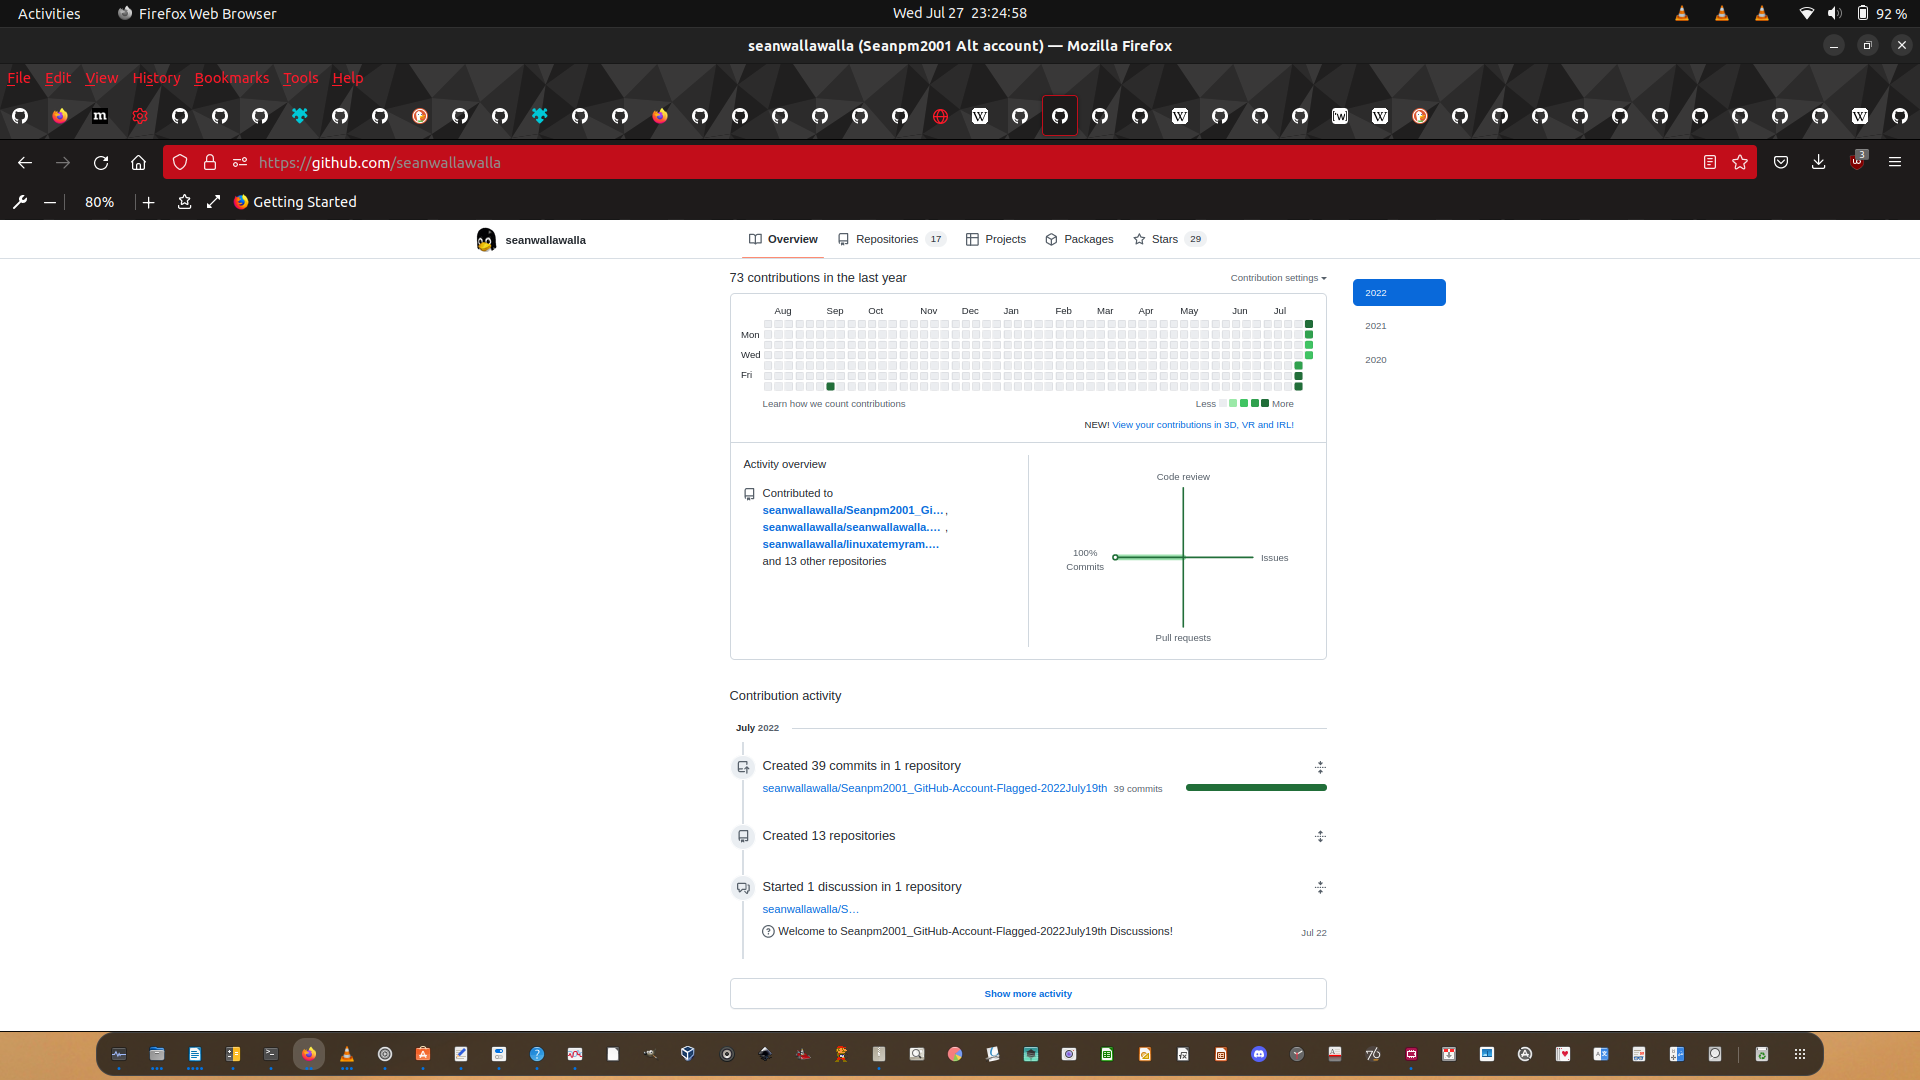 Activities
Firefox Web Browser
Wed Jul 27 23:24:58
92 %
seanwallawalla (Seanpm2001 Alt account) — Mozilla Firefox
File Edit View History Bookmarks Tools Help
https://github.com/seanwallawalla
3
80%
Getting Started
seanwallawalla
Overview
Repositories 17
Projects
Packages
Stars 29
73 contributions in the last year
Contribution settings
2022
2021
2020
Aug Sep Oct Nov Dec Jan Feb Mar Apr May Jun Jul
Mon
Wed
Fri
Learn how we count contributions
Less More
NEW! View your contributions in 3D, VR and IRL!
Activity overview
Contributed to
seanwallawalla/Seanpm2001_Gi… ,
seanwallawalla/seanwallawalla.… ,
seanwallawalla/linuxatemyram.…
and 13 other repositories
Code review
100%
Commits
Issues
Pull requests
Contribution activity
July 2022
Created 39 commits in 1 repository
seanwallawalla/Seanpm2001_GitHub-Account-Flagged-2022July19th 39 commits
Created 13 repositories
Started 1 discussion in 1 repository
seanwallawalla/S…
Welcome to Seanpm2001_GitHub-Account-Flagged-2022July19th Discussions!
Jul 22
Show more activity